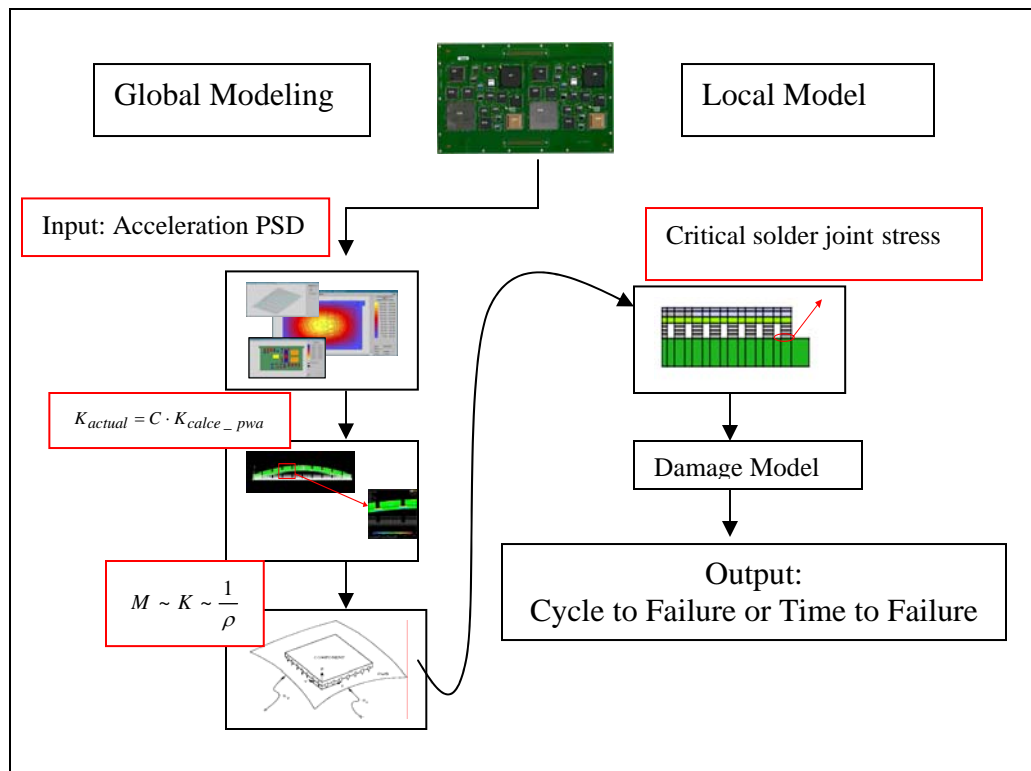 Global Modeling
Local Model
Input: Acceleration PSD
K_actual = C · K_calce_pwa
M ~ K ~ 1/ρ
COMPONENT
Critical solder joint stress
Damage Model
Output:
Cycle to Failure or Time to Failure